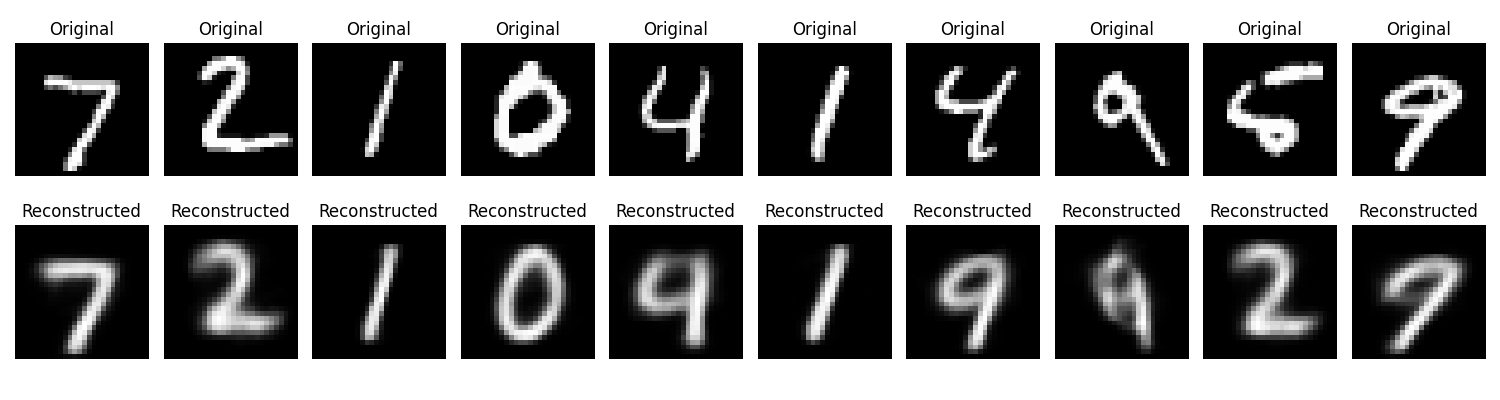 Original Original Original Original Original Original Original Original Original Original
7 2 1 0 4 1 4 9 5 9
Reconstructed Reconstructed Reconstructed Reconstructed Reconstructed Reconstructed Reconstructed Reconstructed Reconstructed Reconstructed
7 2 1 0 9 1 9 9 2 9